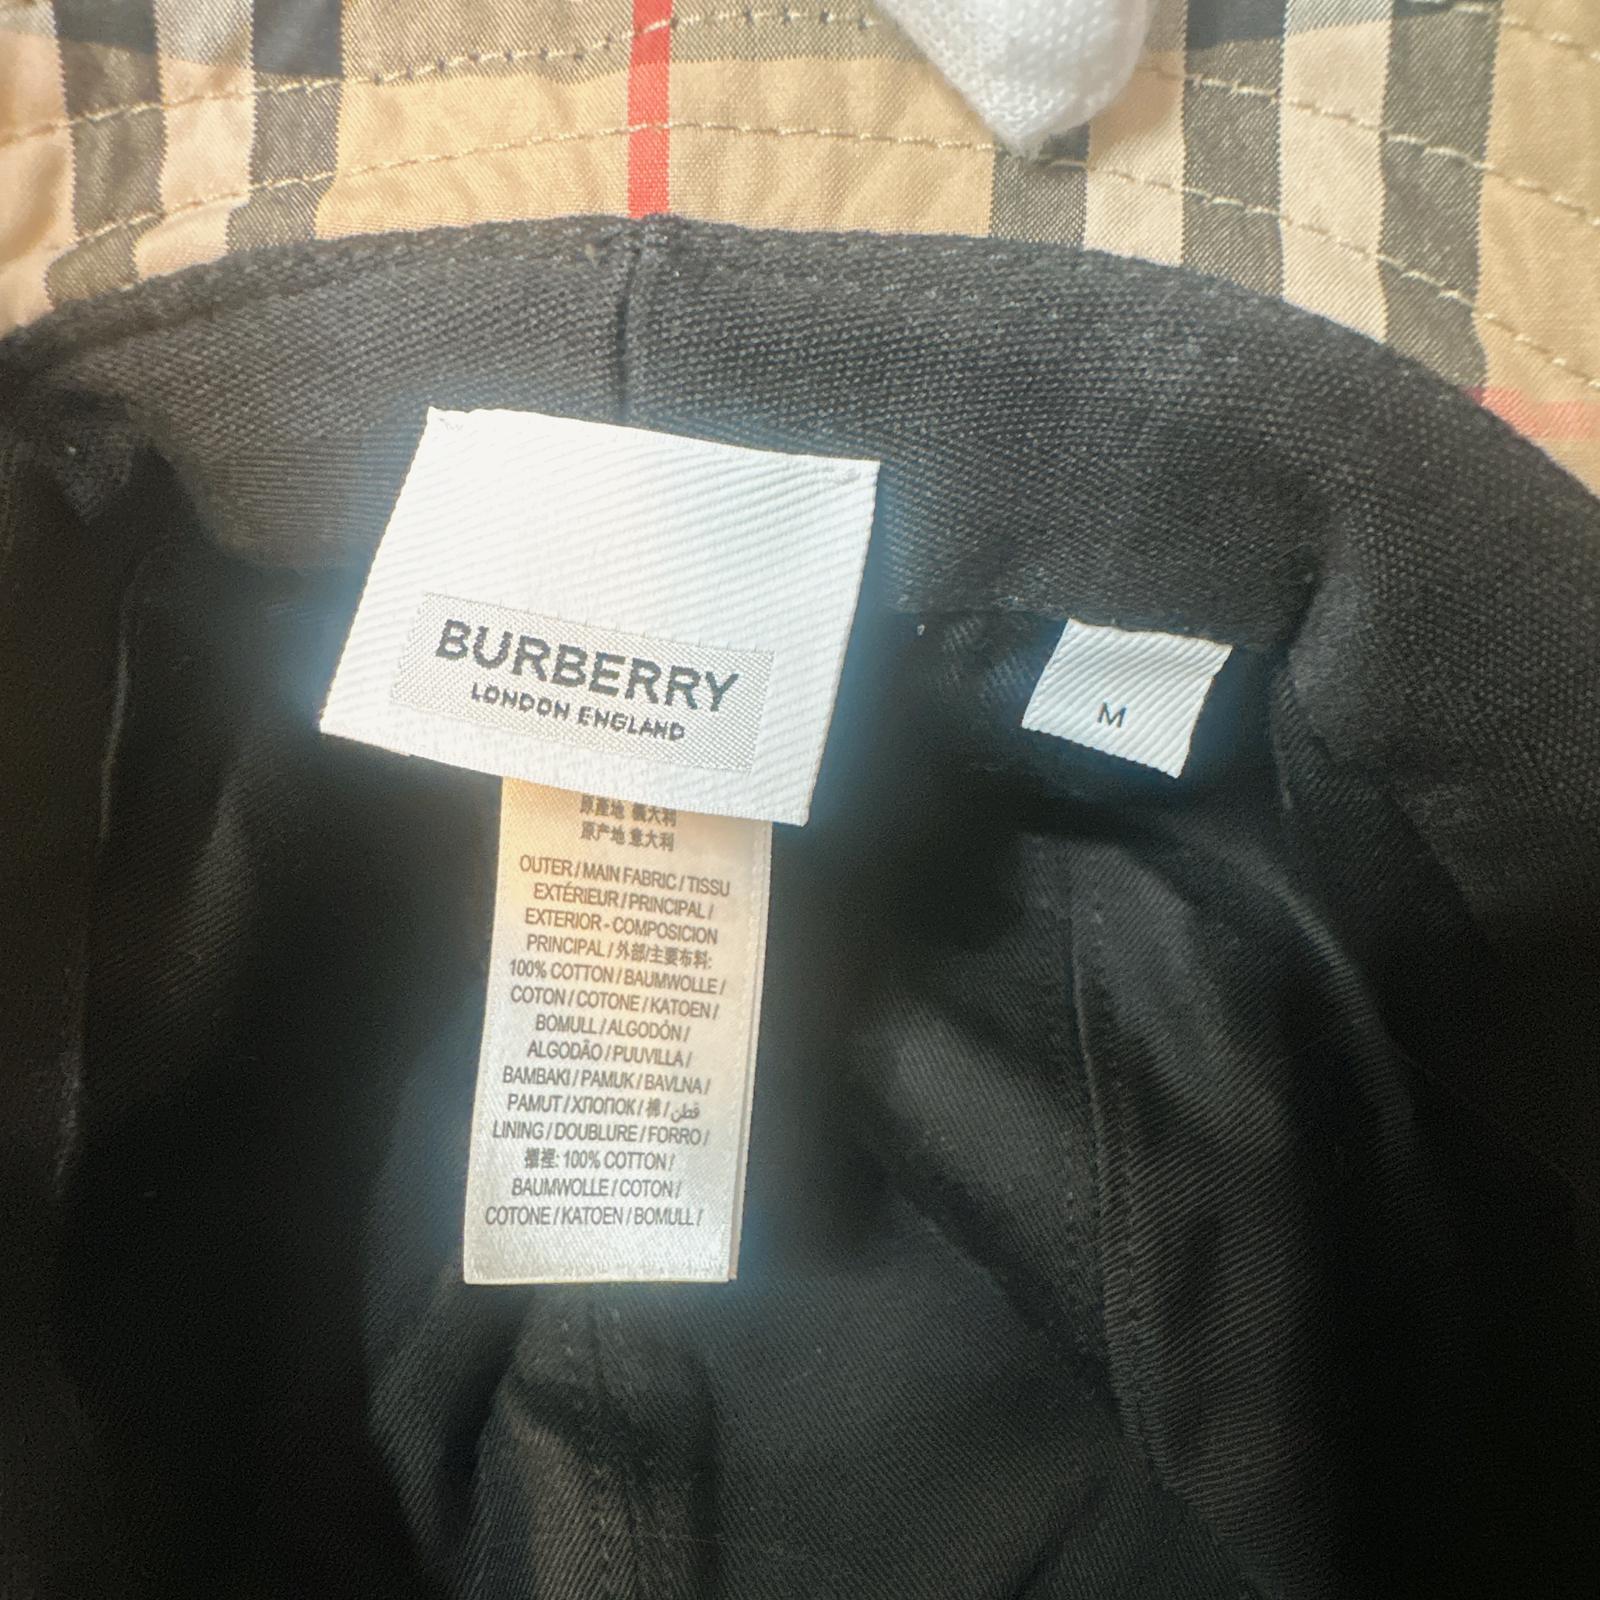 BURBERRY
LONDON ENGLAND
M
原產地 義大利
原产地 意大利
OUTER / MAIN FABRIC / TISSU
EXTÉRIEUR / PRINCIPAL /
EXTERIOR - COMPOSICION
PRINCIPAL / 外部/主要布料:
100% COTTON / BAUMWOLLE /
COTON / COTONE / KATOEN /
BOMULL / ALGODÓN /
ALGODÃO / PUUVILLA /
BAMBAKI / PAMUK / BAVLNA /
PAMUT / ХПОПОК / 棉 / قطن
LINING / DOUBLURE / FORRO /
襯裡: 100% COTTON /
BAUMWOLLE / COTON /
COTONE / KATOEN / BOMULL /